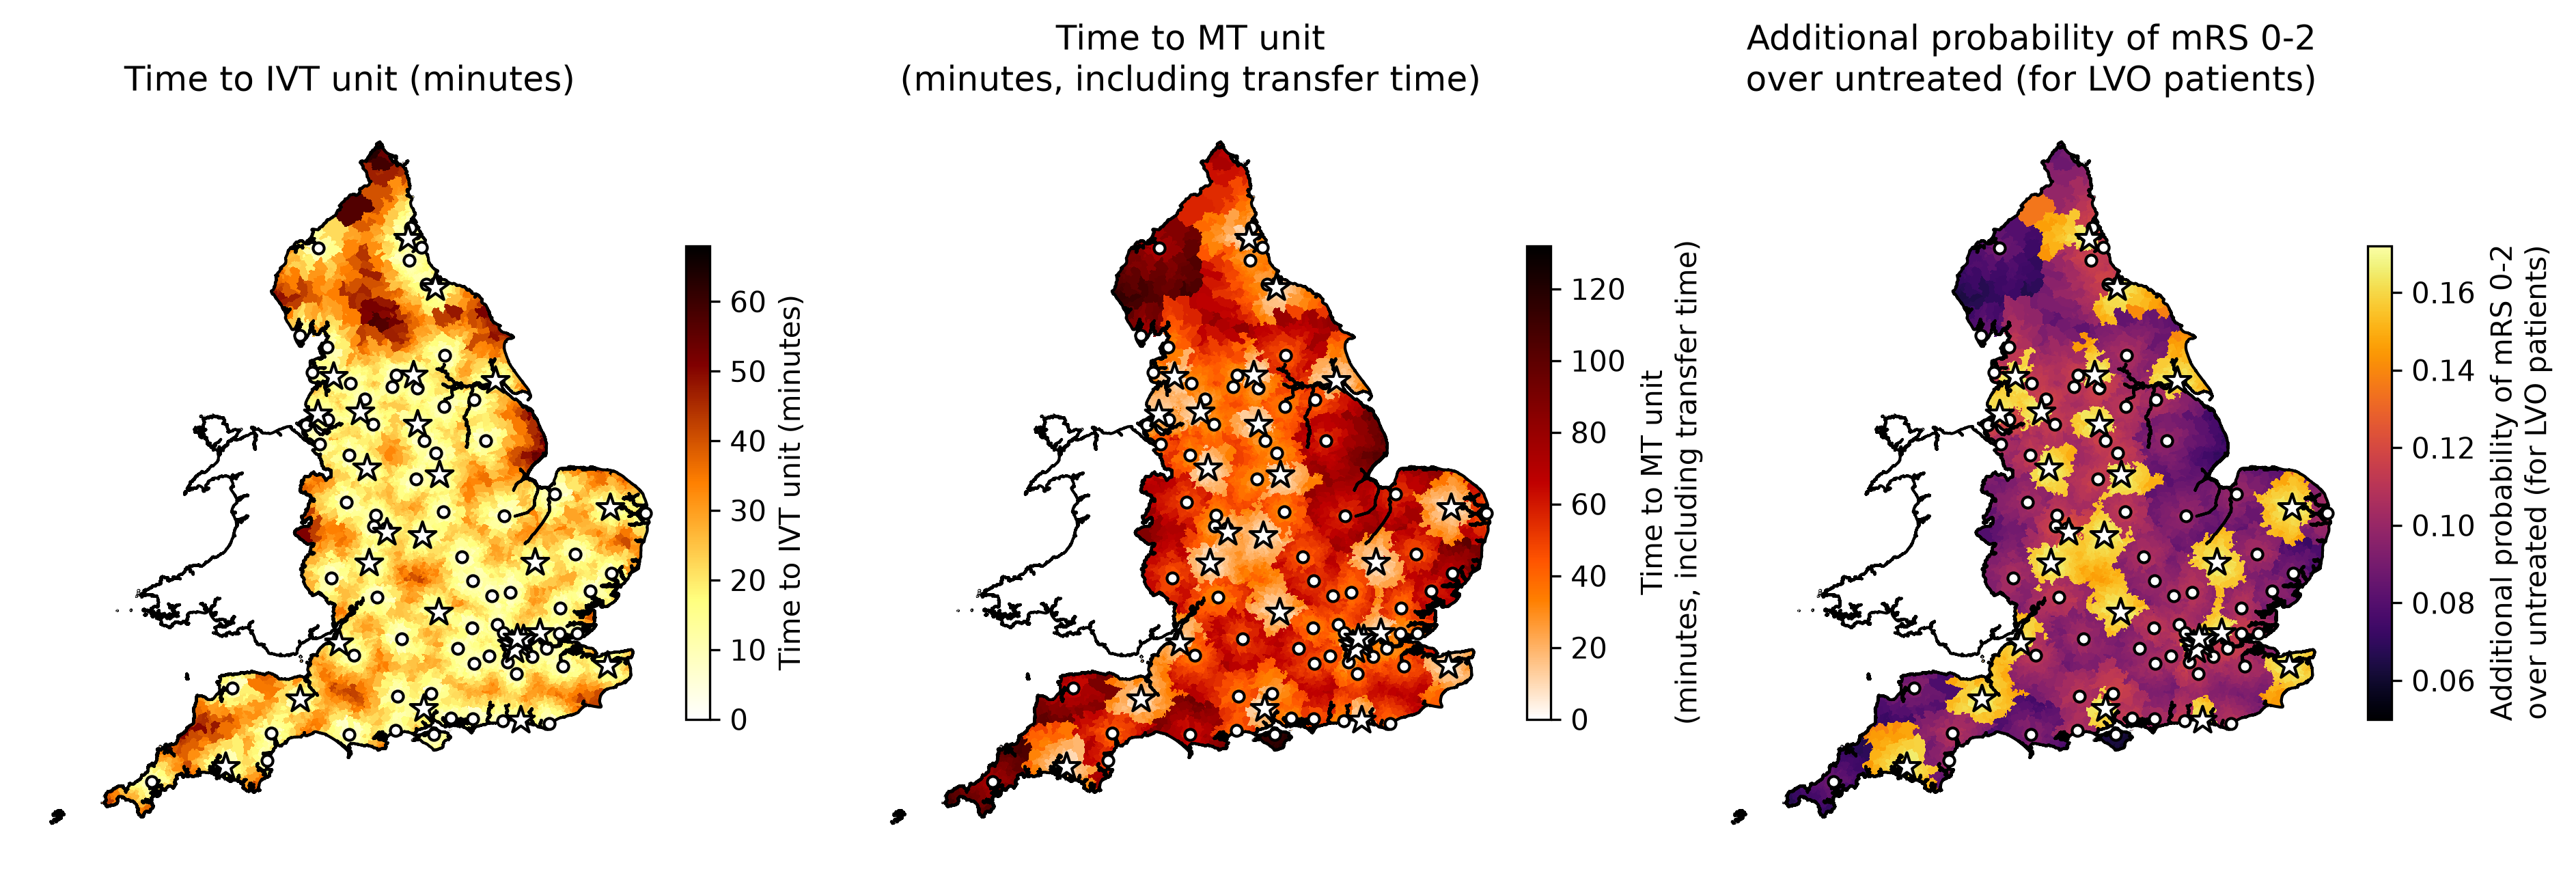 Time to IVT unit (minutes)
60
50
40
30
20
10
0
Time to IVT unit (minutes)
Time to MT unit
(minutes, including transfer time)
120
100
80
60
40
20
0
Time to MT unit
(minutes, including transfer time)
Additional probability of mRS 0-2
over untreated (for LVO patients)
0.16
0.14
0.12
0.10
0.08
0.06
Additional probability of mRS 0-2
over untreated (for LVO patients)